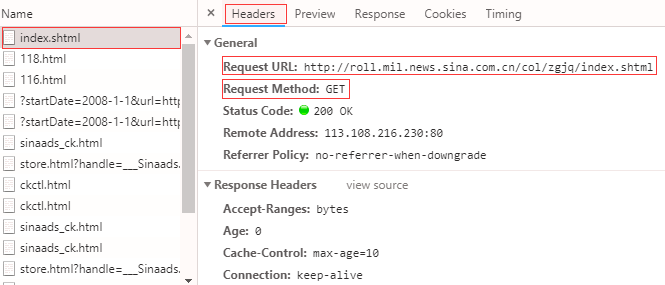 Name
index.shtml
118.html
116.html
?startDate=2008-1-1&url=http
?startDate=2008-1-1&url=http
sinaads_ck.html
store.html?handle=___Sinaads.
ckctl.html
ckctl.html
sinaads_ck.html
sinaads_ck.html
store.html?handle=___Sinaads.
× Headers Preview Response Cookies Timing
▼ General
Request URL: http://roll.mil.news.sina.com.cn/col/zgjq/index.shtml
Request Method: GET
Status Code: 200 OK
Remote Address: 113.108.216.230:80
Referrer Policy: no-referrer-when-downgrade
▼ Response Headers view source
Accept-Ranges: bytes
Age: 0
Cache-Control: max-age=10
Connection: keep-alive